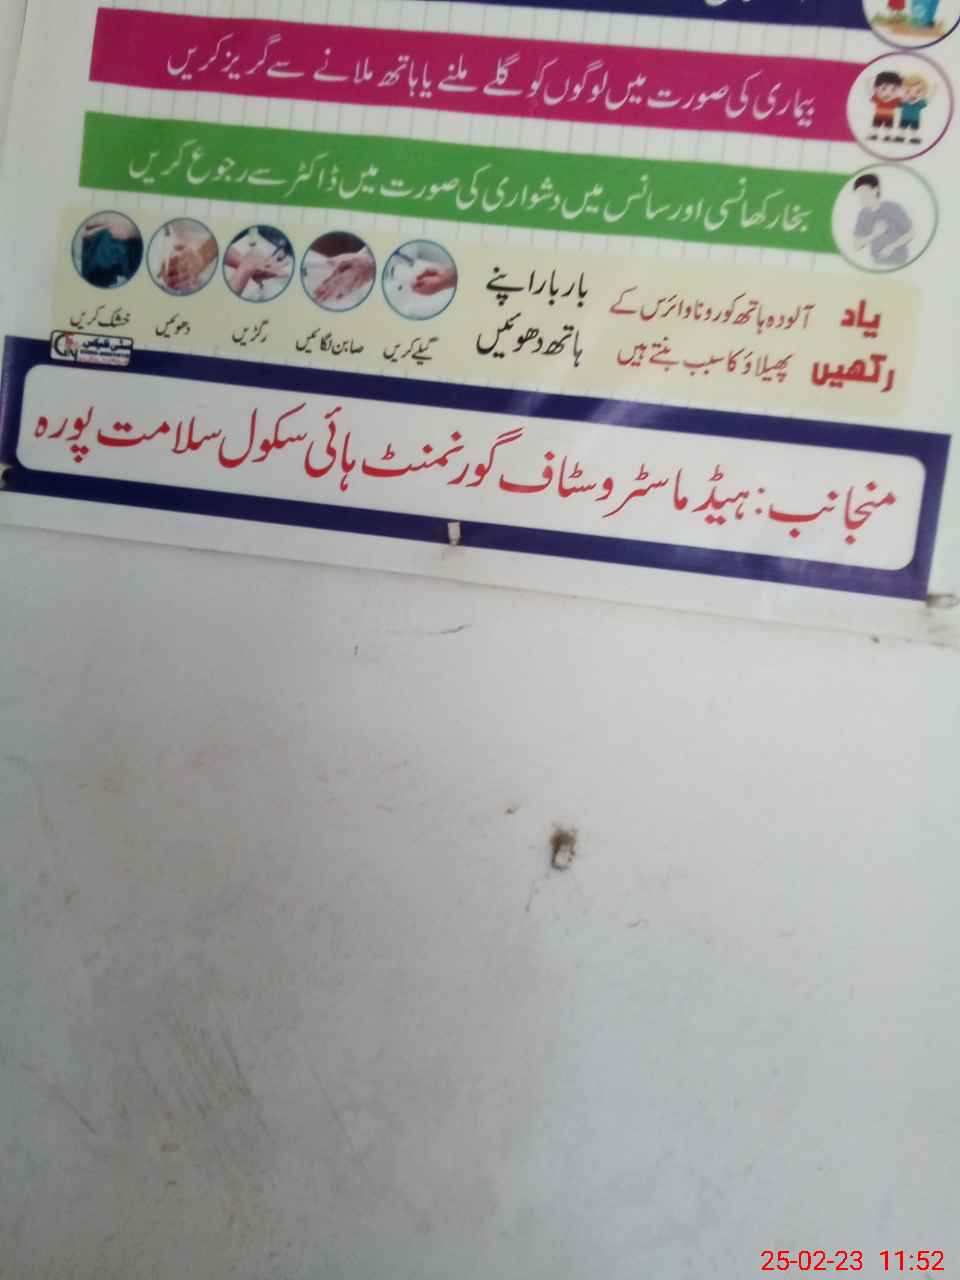 بیماری کی صورت میں لوگوں کو گلے ملنے یا ہاتھ ملانے سے گریز کریں
بخار کھانسی اور سانس میں دشواری کی صورت میں ڈاکٹر سے رجوع کریں
یاد رکھیں
آلودہ ہاتھ کورونا وائرس کے
پھیلاؤ کا سبب بنتے ہیں
بار بار اپنے
ہاتھ دھوئیں
گیلے کریں
صابن لگائیں
رگڑیں
دھوئیں
خشک کریں
منجانب: ہیڈ ماسٹر و سٹاف گورنمنٹ ہائی سکول سلامت پورہ
25-02-23 11:52